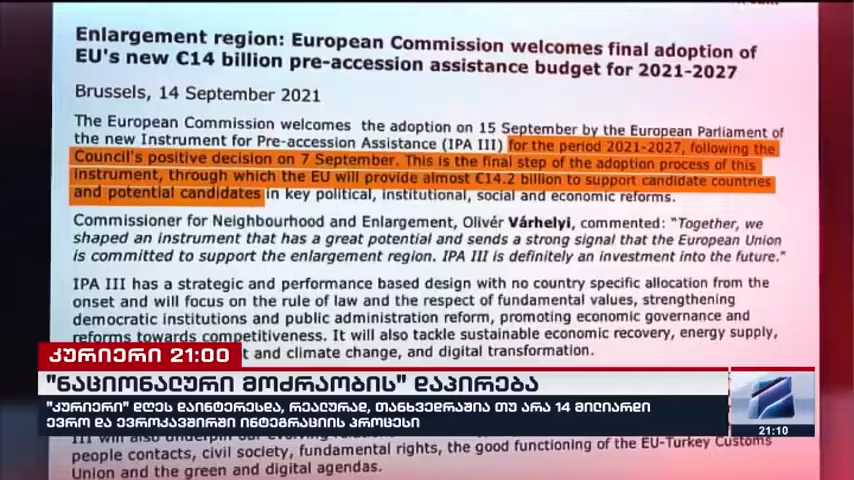 Enlargement region: European Commission welcomes final adoption of
EU's new €14 billion pre-accession assistance budget for 2021-2027
Brussels, 14 September 2021
The European Commission welcomes the adoption on 15 September by the European Parliament of
the new Instrument for Pre-accession Assistance (IPA III) for the period 2021-2027, following the
Council's positive decision on 7 September. This is the final step of the adoption process of this
instrument, through which the EU will provide almost €14.2 billion to support candidate countries
and potential candidates in key political, institutional, social and economic reforms.
Commissioner for Neighbourhood and Enlargement, Olivér Várhelyi, commented: "Together, we
shaped an instrument that has a great potential and sends a strong signal that the European Union
is committed to support the enlargement region. IPA III is definitely an investment into the future."
IPA III has a strategic and performance based design with no country specific allocation from the
onset and will focus on the rule of law and the respect of fundamental values, strengthening
democratic institutions and public administration reform, promoting economic governance and
reforms towards competitiveness. It will also tackle sustainable economic recovery, energy supply,
t and climate change, and digital transformation.
კურიერი 21:00
"ნაციონალური მოძრაობის" დაპირება
"კურიერი" დღეს დაინტერესდა, რეალურად, თანხვედრაშია თუ არა 14 მილიარდი
ევრო და ევროკავშირში ინტეგრაციის პროცესი
21:10
III will also underpin our evolving relations
people contacts, civil society, fundamental rights, the good functioning of the EU-Turkey Customs
Union and the green and digital agendas.